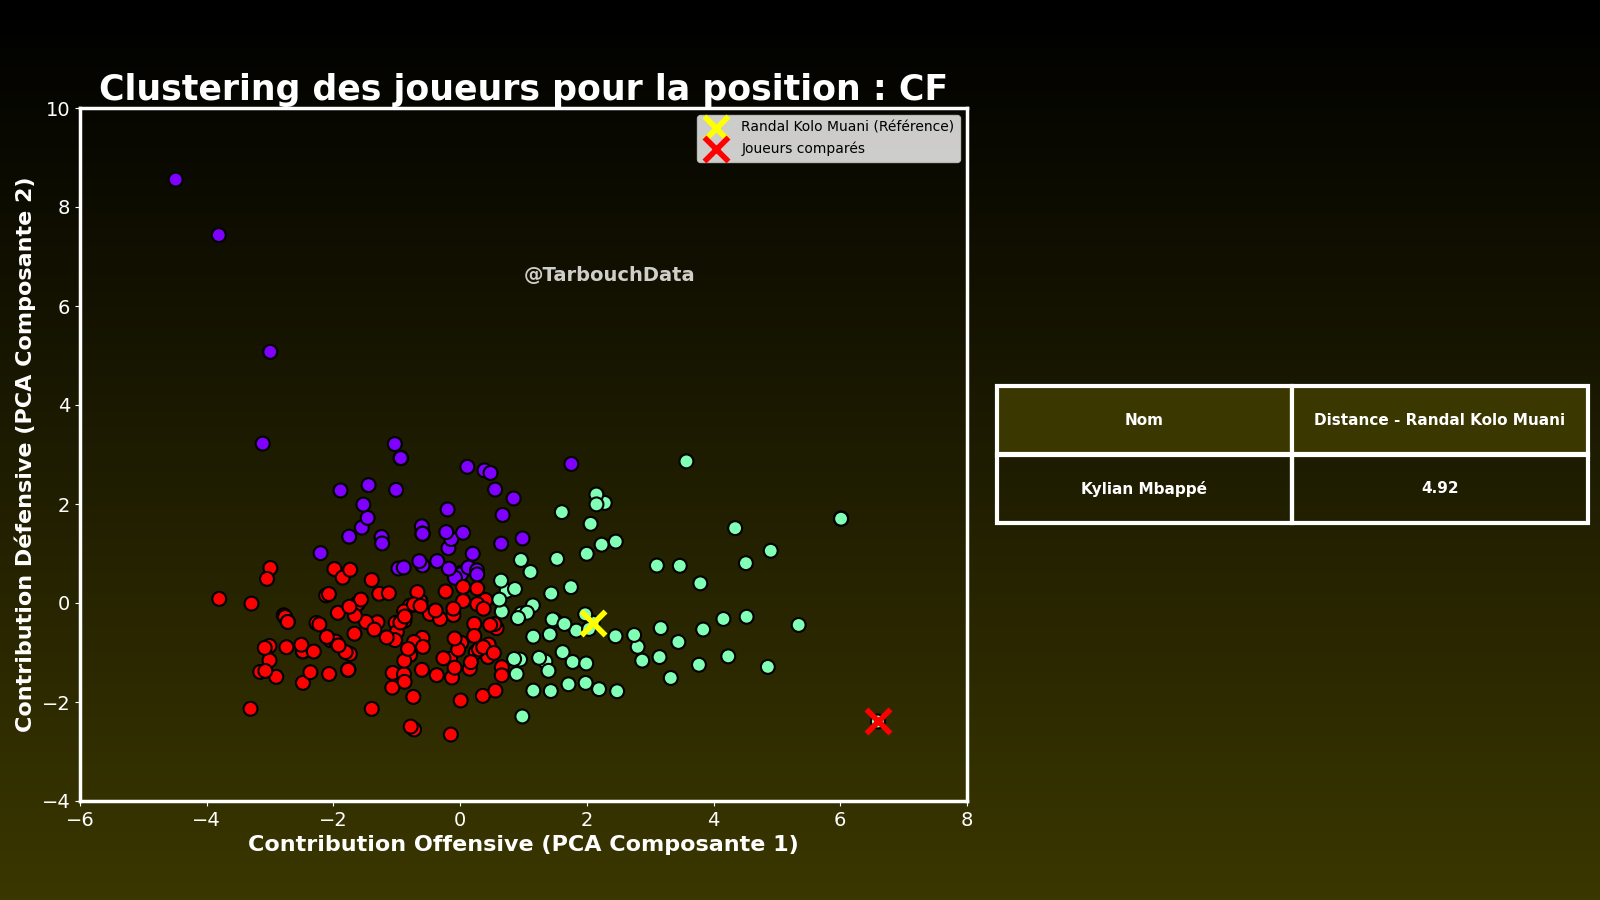 Clustering des joueurs pour la position : CF
Randal Kolo Muani (Référence)
Joueurs comparés
@TarbouchData
Contribution Défensive (PCA Composante 2)
10
8
6
4
2
0
−2
−4
−6
−4
−2
0
2
4
6
8
Contribution Offensive (PCA Composante 1)
Nom
Distance - Randal Kolo Muani
Kylian Mbappé
4.92